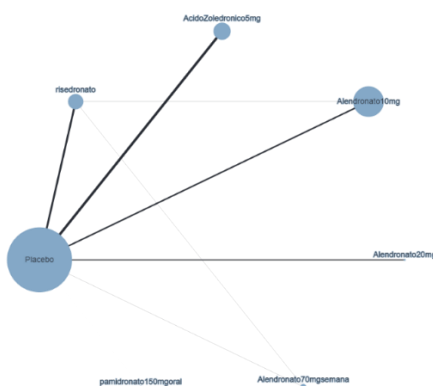 AcidoZoledronico5mg
risedronato
Alendronato10mg
Placebo
Alendronato20mg
Alendronato70mgsemana
pamidronato150mgoral